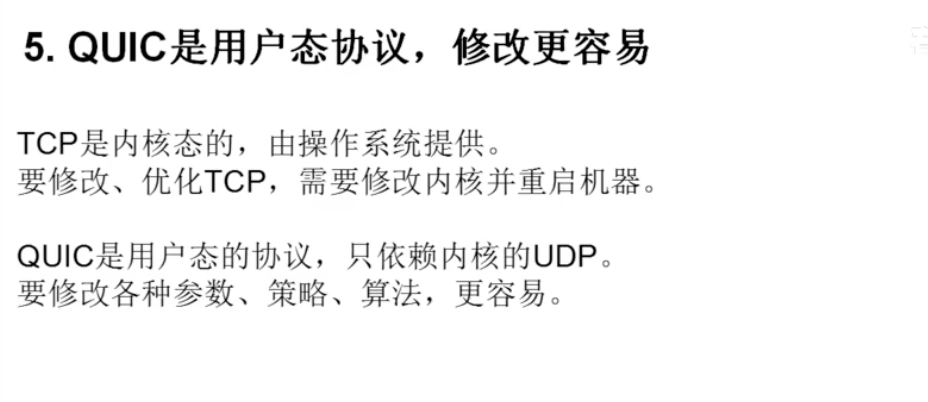 5. QUIC是用户态协议，修改更容易
TCP是内核态的，由操作系统提供。
要修改、优化TCP，需要修改内核并重启机器。
QUIC是用户态的协议，只依赖内核的UDP。
要修改各种参数、策略、算法，更容易。